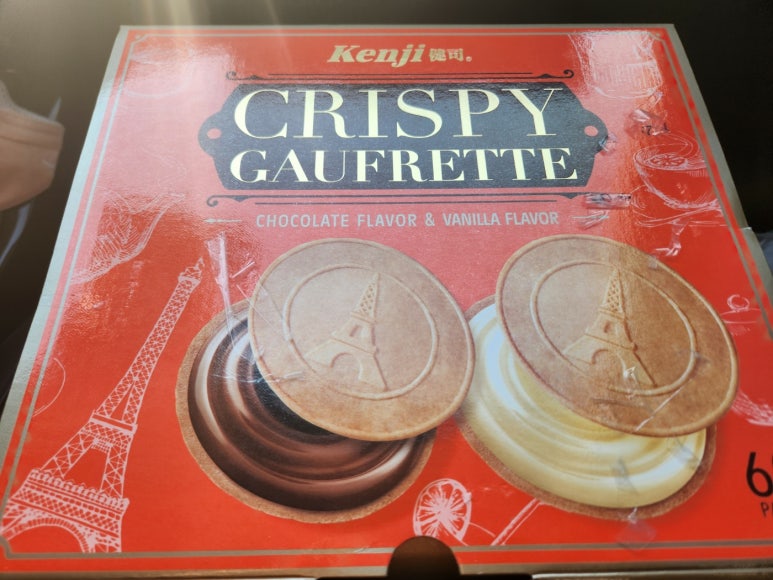 Kenji 健司®
CRISPY
GAUFRETTE
CHOCOLATE FLAVOR & VANILLA FLAVOR